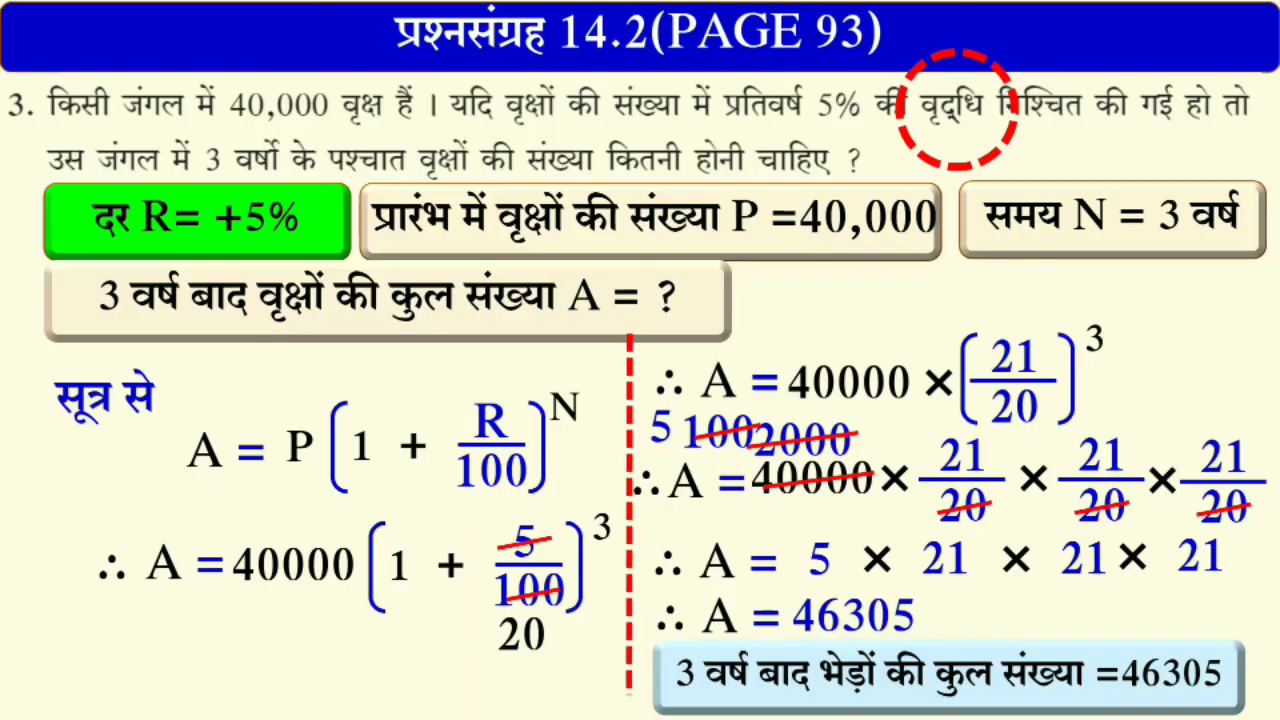 प्रश्नसंग्रह 14.2(PAGE 93)
3. किसी जंगल में 40,000 वृक्ष हैं । यदि वृक्षों की संख्या में प्रतिवर्ष 5% की वृद्धि निश्चित की गई हो तो
उस जंगल में 3 वर्षो के पश्चात वृक्षों की संख्या कितनी होनी चाहिए ?
दर R= +5%
प्रारंभ में वृक्षों की संख्या P =40,000
समय N = 3 वर्ष
3 वर्ष बाद वृक्षों की कुल संख्या A = ?
सूत्र से
A = P (1 + R/100)^N
∴ A =40000 (1 + 5/100)^3
20
∴ A = 40000 × (21/20)^3
5 100 2000
∴A =40000 × 21/20 × 21/20 × 21/20
∴ A = 5 × 21 × 21 × 21
∴ A = 46305
3 वर्ष बाद भेड़ों की कुल संख्या =46305